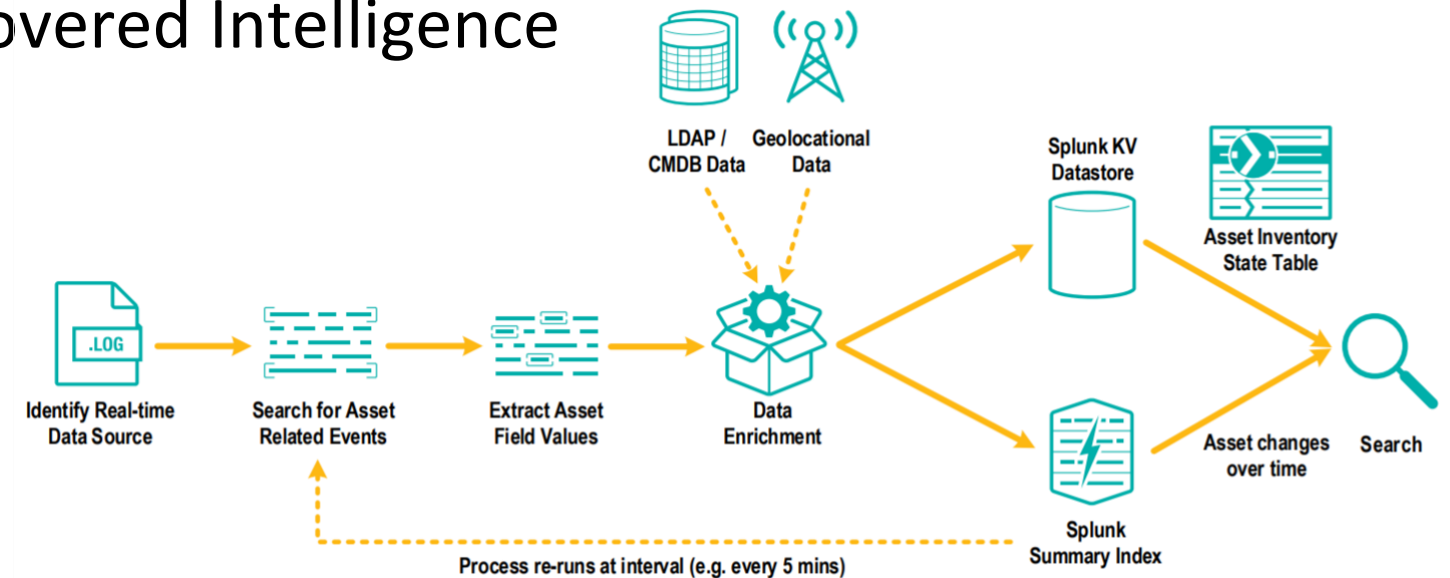 overed Intelligence
LDAP /
CMDB Data
Geolocational
Data
Splunk KV
Datastore
Asset Inventory
State Table
.LOG
Identify Real-time
Data Source
Search for Asset
Related Events
Extract Asset
Field Values
Data
Enrichment
Asset changes
over time
Search
Splunk
Summary Index
Process re-runs at interval (e.g. every 5 mins)